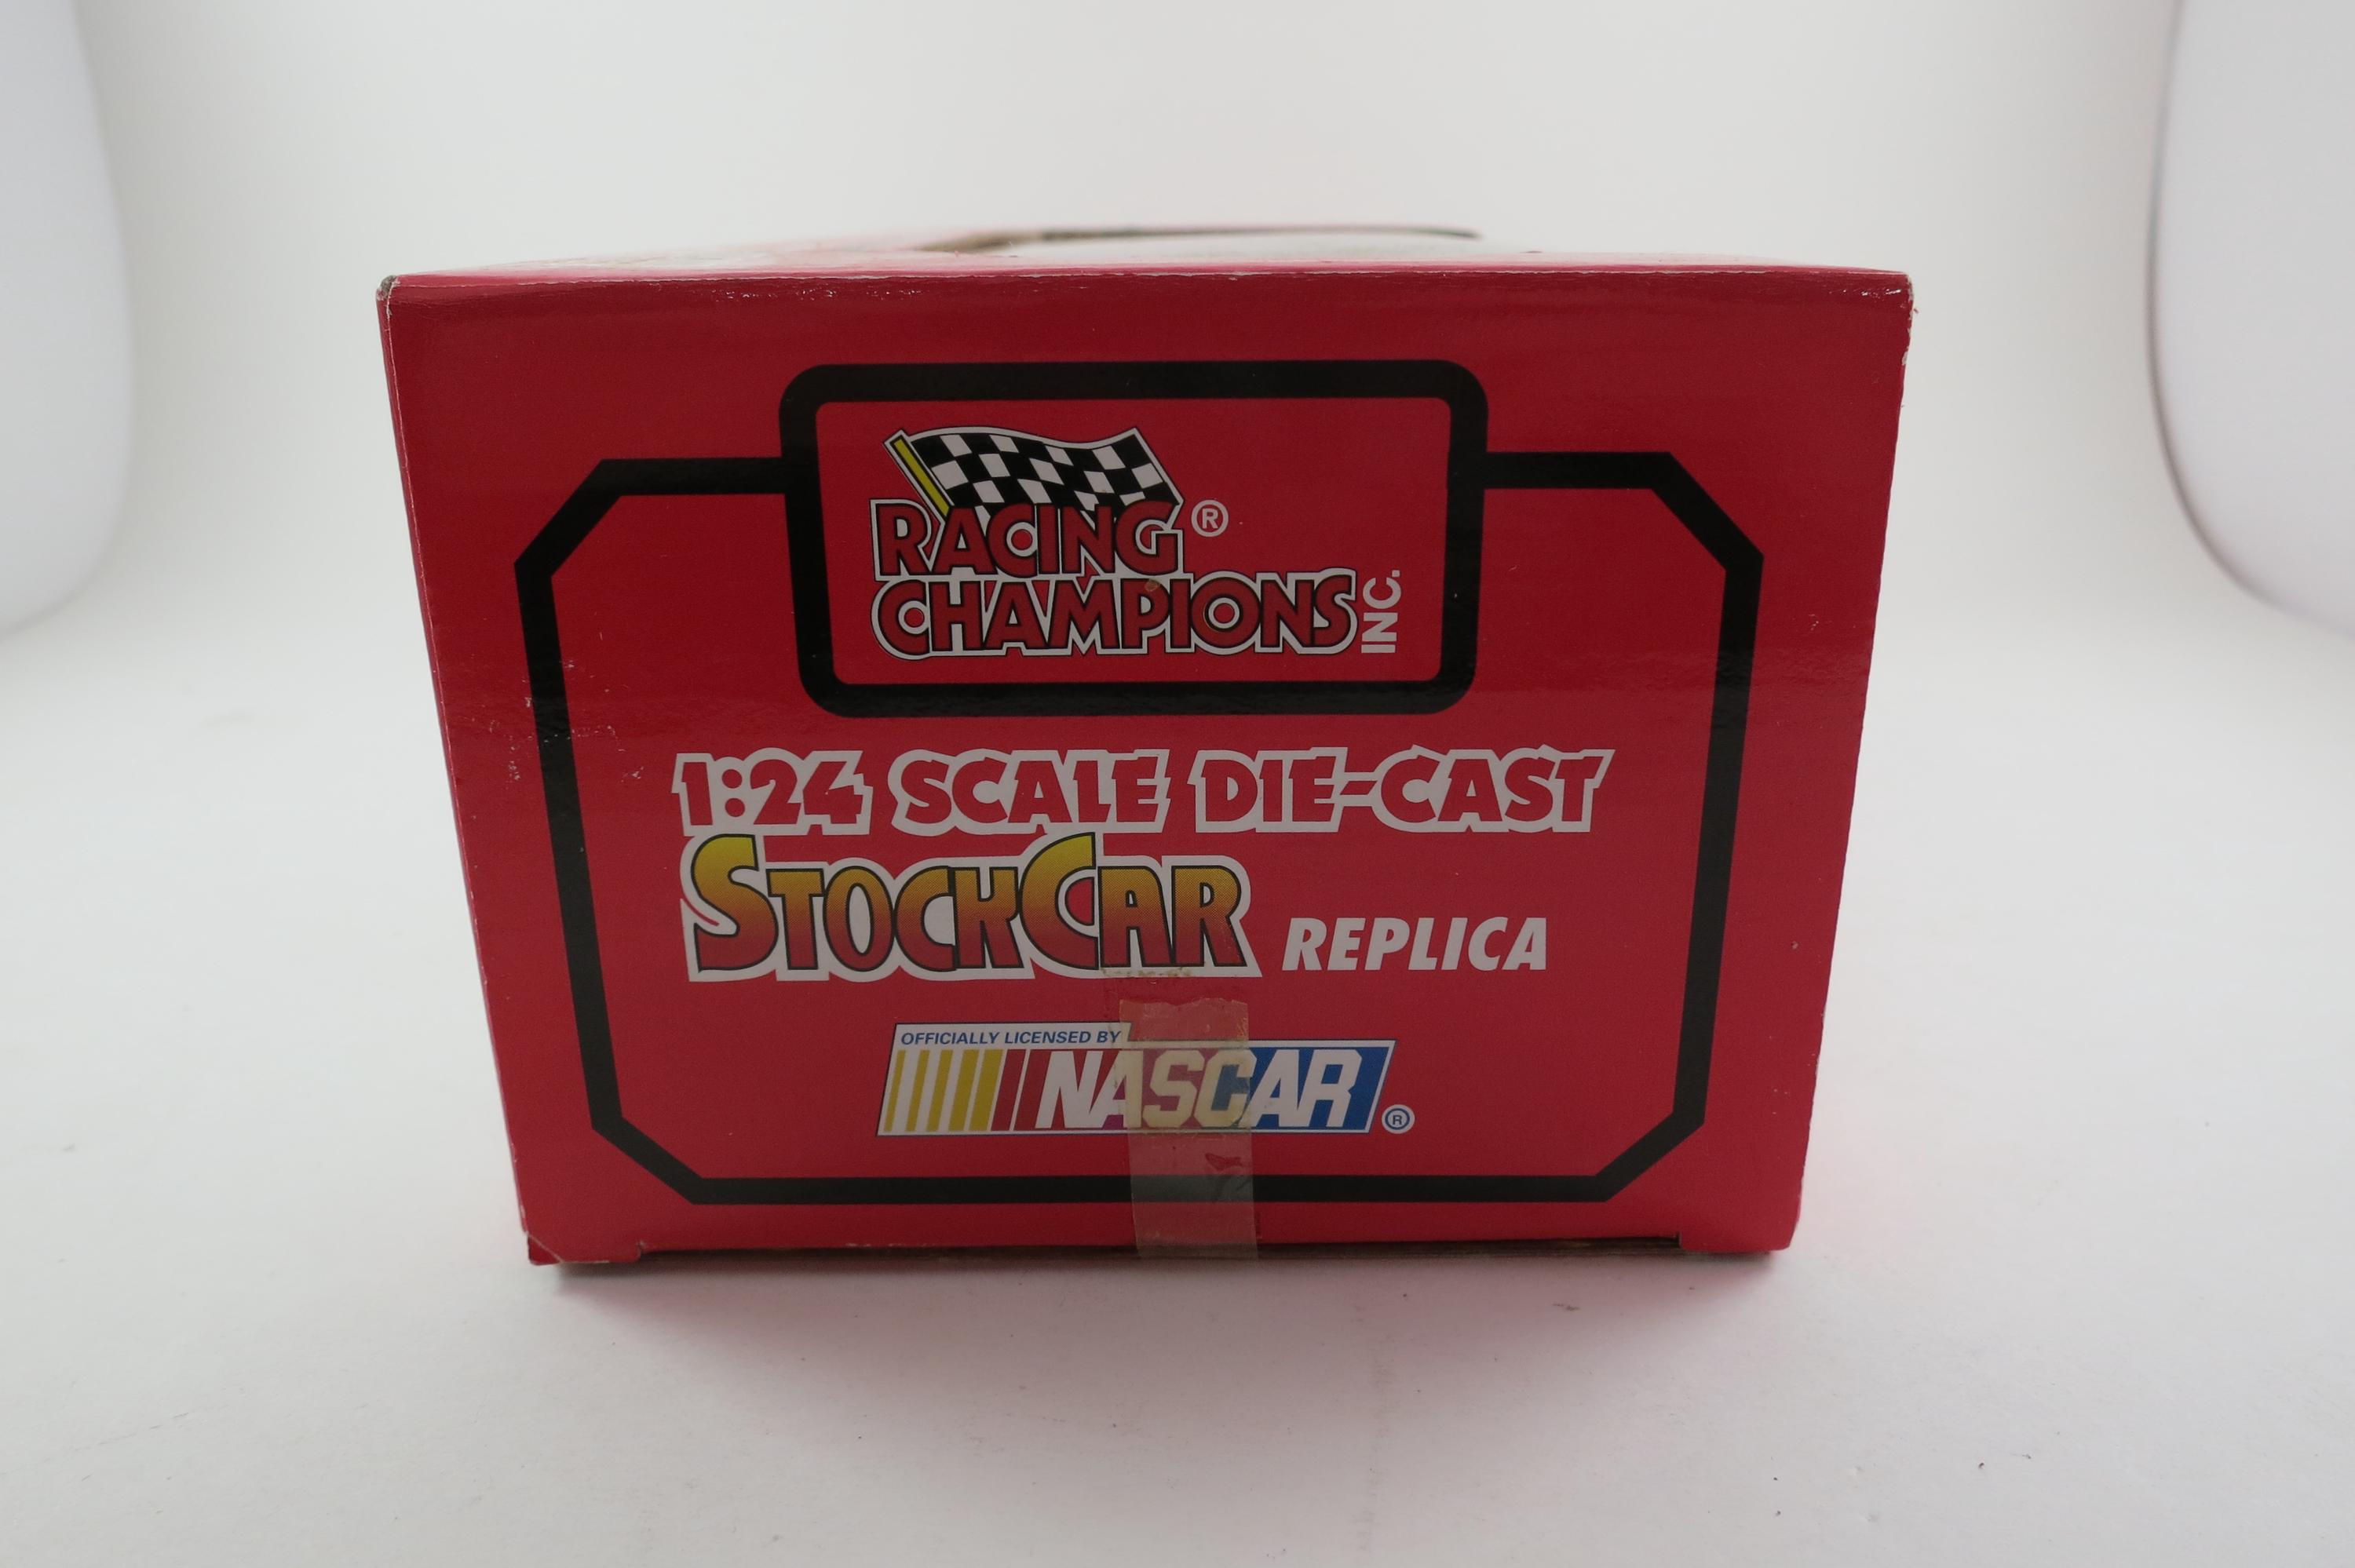 RACING ®
CHAMPIONS INC.
1:24 SCALE DIE-CAST
STOCKCAR REPLICA
OFFICIALLY LICENSED BY
NASCAR ®